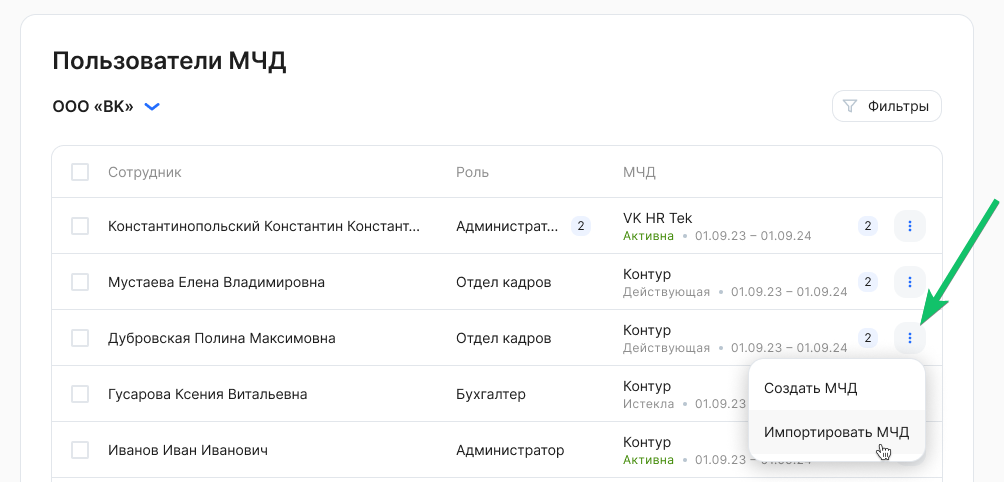 Пользователи МЧД
ООО «ВК»
Фильтры
Сотрудник Роль МЧД
Константинопольский Константин Констант... Администрат... 2 VK HR Tek 2
Активна • 01.09.23 – 01.09.24
Мустаева Елена Владимировна Отдел кадров Контур 2
Действующая • 01.09.23 – 01.09.24
Дубровская Полина Максимовна Отдел кадров Контур 2
Действующая • 01.09.23 – 01.09.24
Гусарова Ксения Витальевна Бухгалтер Контур
Истекла • 01.09.23
Создать МЧД
Импортировать МЧД
Иванов Иван Иванович Администратор Контур
Активна • 01.09.23 – 01.09.24